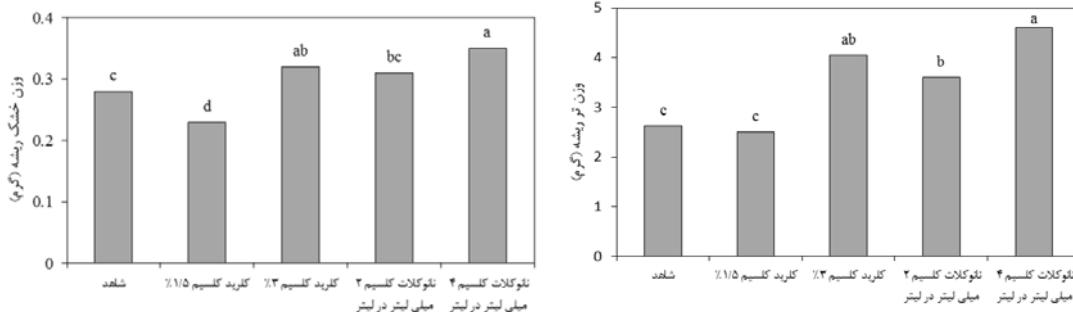 وزن خشک ریشه (گرم)
0.4
0.3
0.2
0.1
0
c
d
ab
bc
a
شاهد
کلرید کلسیم ۱/۵٪
کلرید کلسیم ۳٪
نانوکلات کلسیم ۲
میلی لیتر در لیتر
نانوکلات کلسیم ۴
میلی لیتر در لیتر
وزن تر ریشه (گرم)
5
4
3
2
1
0
c
c
ab
b
a
شاهد
کلرید کلسیم ۱/۵٪
کلرید کلسیم ۳٪
نانوکلات کلسیم ۲
میلی لیتر در لیتر
نانوکلات کلسیم ۴
میلی لیتر در لیتر